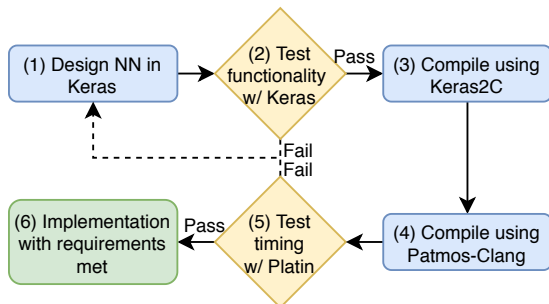 (1) Design NN in
Keras
(2) Test
functionality
w/ Keras
Pass
(3) Compile using
Keras2C
Fail
Fail
(6) Implementation
with requirements
met
Pass
(5) Test
timing
w/ Platin
(4) Compile using
Patmos-Clang